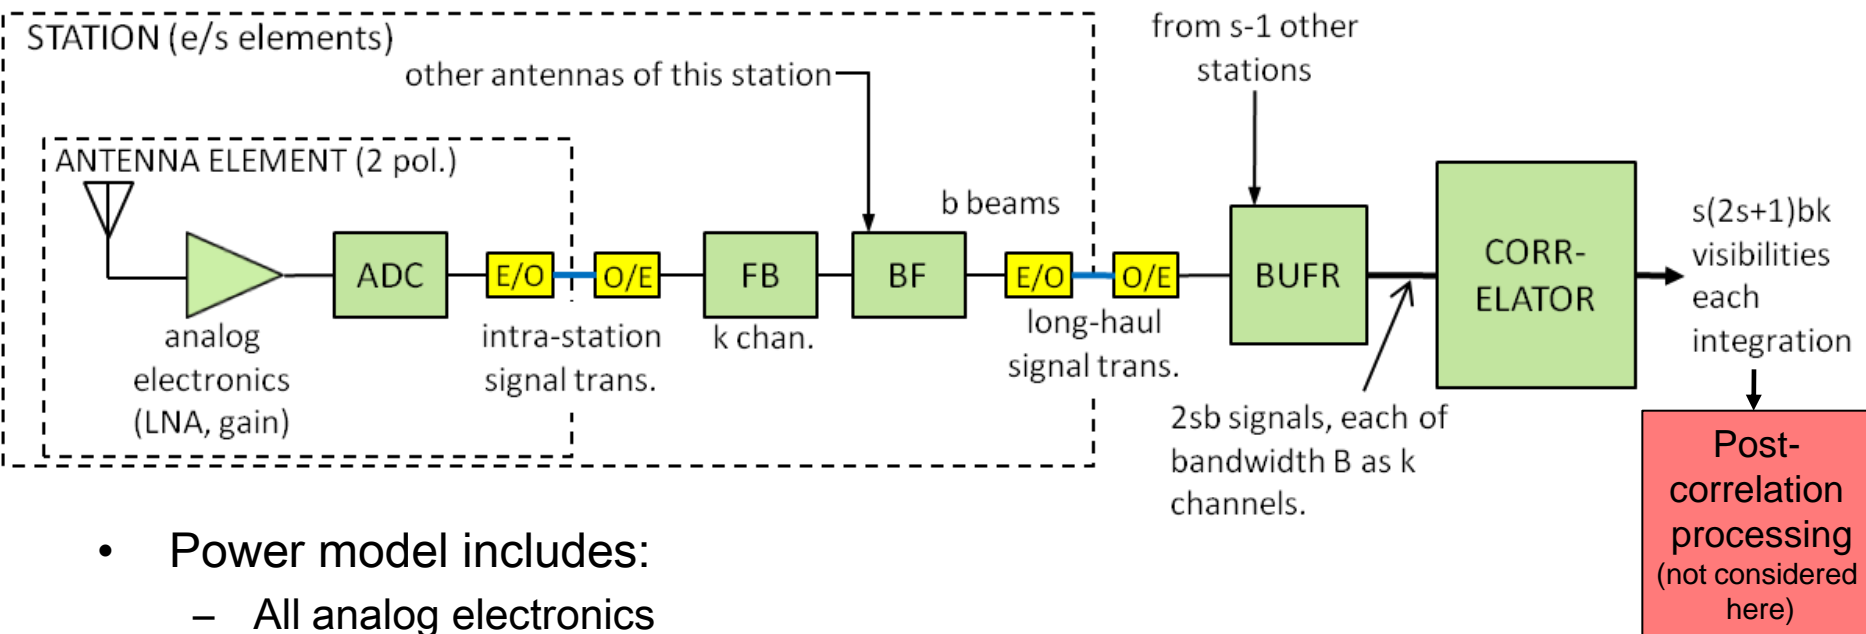 STATION (e/s elements)
other antennas of this station
from s-1 other
stations
ANTENNA ELEMENT (2 pol.)
b beams
ADC
E/O
O/E
FB
BF
E/O
O/E
BUFR
CORR-
ELATOR
s(2s+1)bk
visibilities
each
integration
analog
electronics
(LNA, gain)
intra-station
signal trans.
k chan.
long-haul
signal trans.
2sb signals, each of
bandwidth B as k
channels.
Post-
correlation
processing
(not considered
here)
• Power model includes:
– All analog electronics